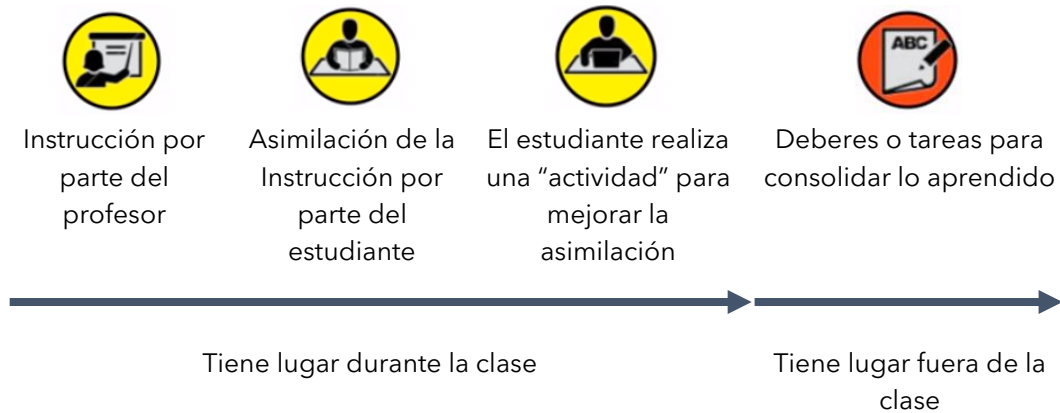 ABC
Instrucción por
parte del
profesor
Asimilación de la
Instrucción por
parte del
estudiante
El estudiante realiza
una “actividad” para
mejorar la
asimilación
Deberes o tareas para
consolidar lo aprendido
Tiene lugar durante la clase
Tiene lugar fuera de la
clase